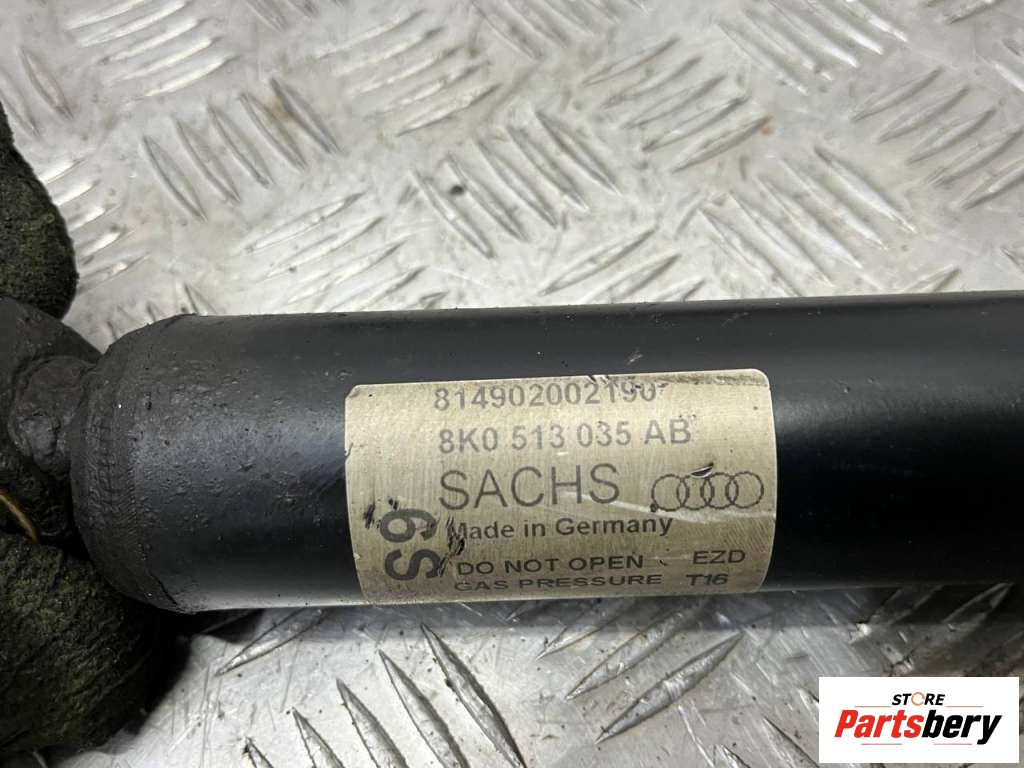 814902002190
8K0 513 035 AB
SACHS
Made in Germany
S9
DO NOT OPEN EZD
GAS PRESSURE T16
STORE
Partsbery